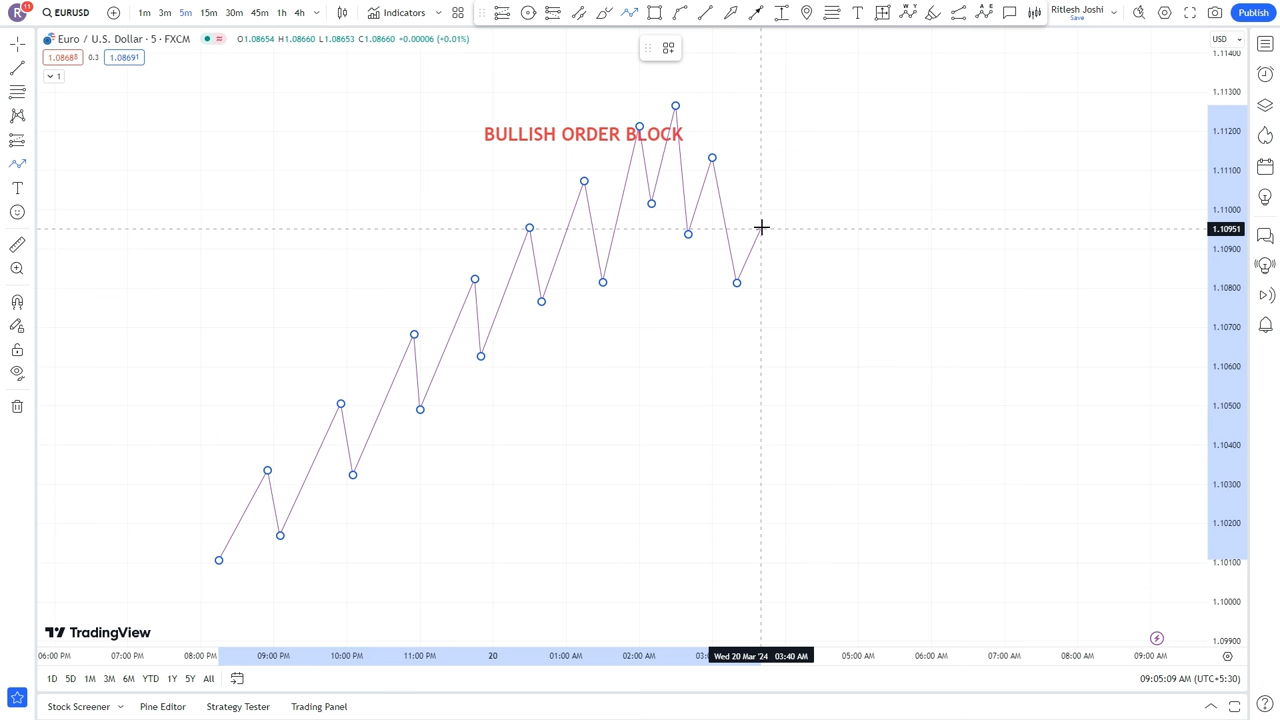 R 11 EURUSD 1m 3m 5m 15m 30m 45m 1h 4h Indicators Ritlesh Joshi Save Publish
Euro / U.S. Dollar · 5 · FXCM O1.08654 H1.08660 L1.08653 C1.08660 +0.00006 (+0.01%) USD
1.08688 0.3 1.08691
1
1.11400
1.11300
1.11200
BULLISH ORDER BLOCK
1.11100
1.11000
1.10951
1.10900
1.10800
1.10700
1.10600
1.10500
1.10400
1.10300
1.10200
1.10100
1.10000
1.09900
TradingView
06:00 PM 07:00 PM 08:00 PM 09:00 PM 10:00 PM 11:00 PM 20 01:00 AM 02:00 AM Wed 20 Mar '24 03:40 AM 05:00 AM 06:00 AM 07:00 AM 08:00 AM 09:00 AM
1D 5D 1M 3M 6M YTD 1Y 5Y All 09:05:09 AM (UTC+5:30)
Stock Screener Pine Editor Strategy Tester Trading Panel